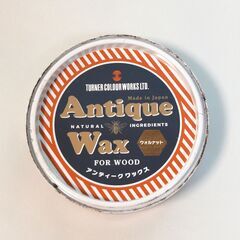 TURNER COLOUR WORKS LTD.
Made in Japan
Antique
NATURAL INGREDIENTS
Wax
ウォルナット
FOR WOOD
アンティークワックス